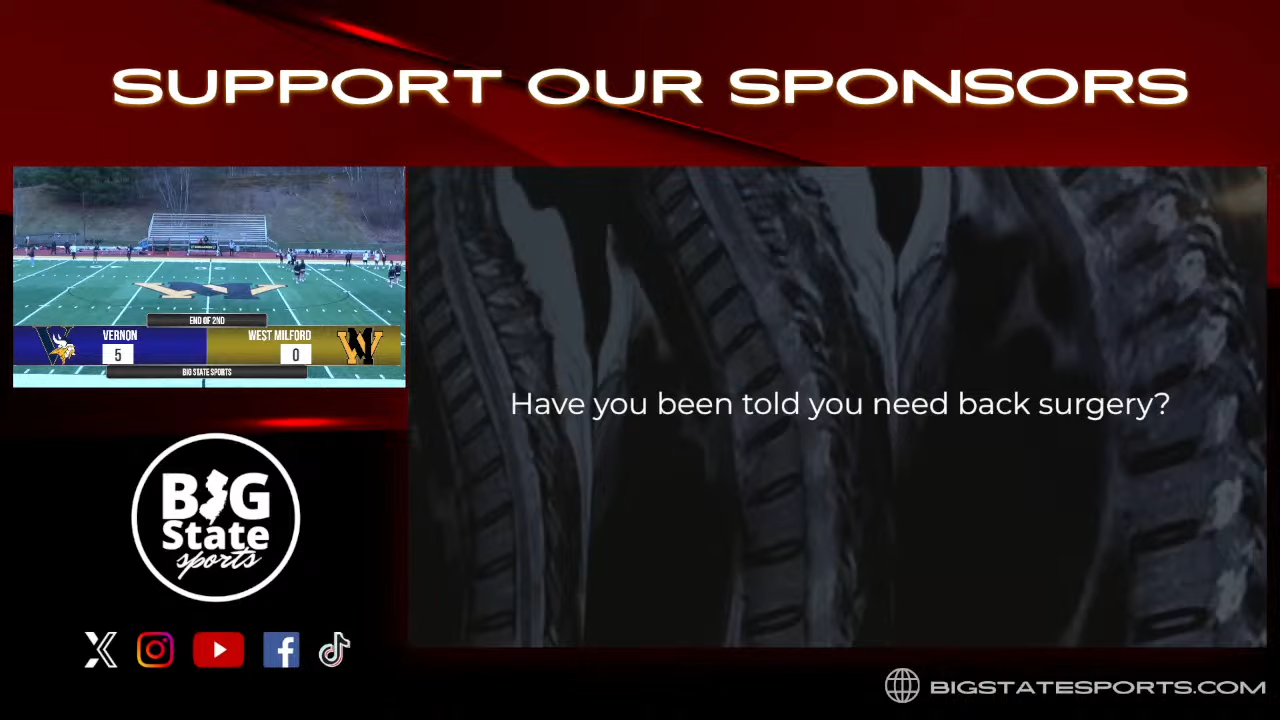 SUPPORT OUR SPONSORS
END OF 2ND
VERNON
WEST MILFORD
5
0
BIG STATE SPORTS
Have you been told you need back surgery?
BIG
State
sports
BIGSTATESPORTS.COM